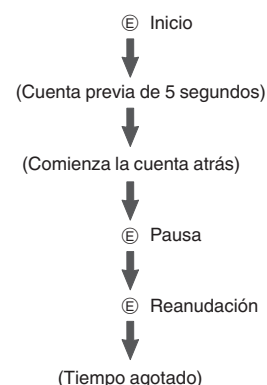 Ⓔ Inicio
(Cuenta previa de 5 segundos)
(Comienza la cuenta atrás)
Ⓔ Pausa
Ⓔ Reanudación
(Tiempo agotado)